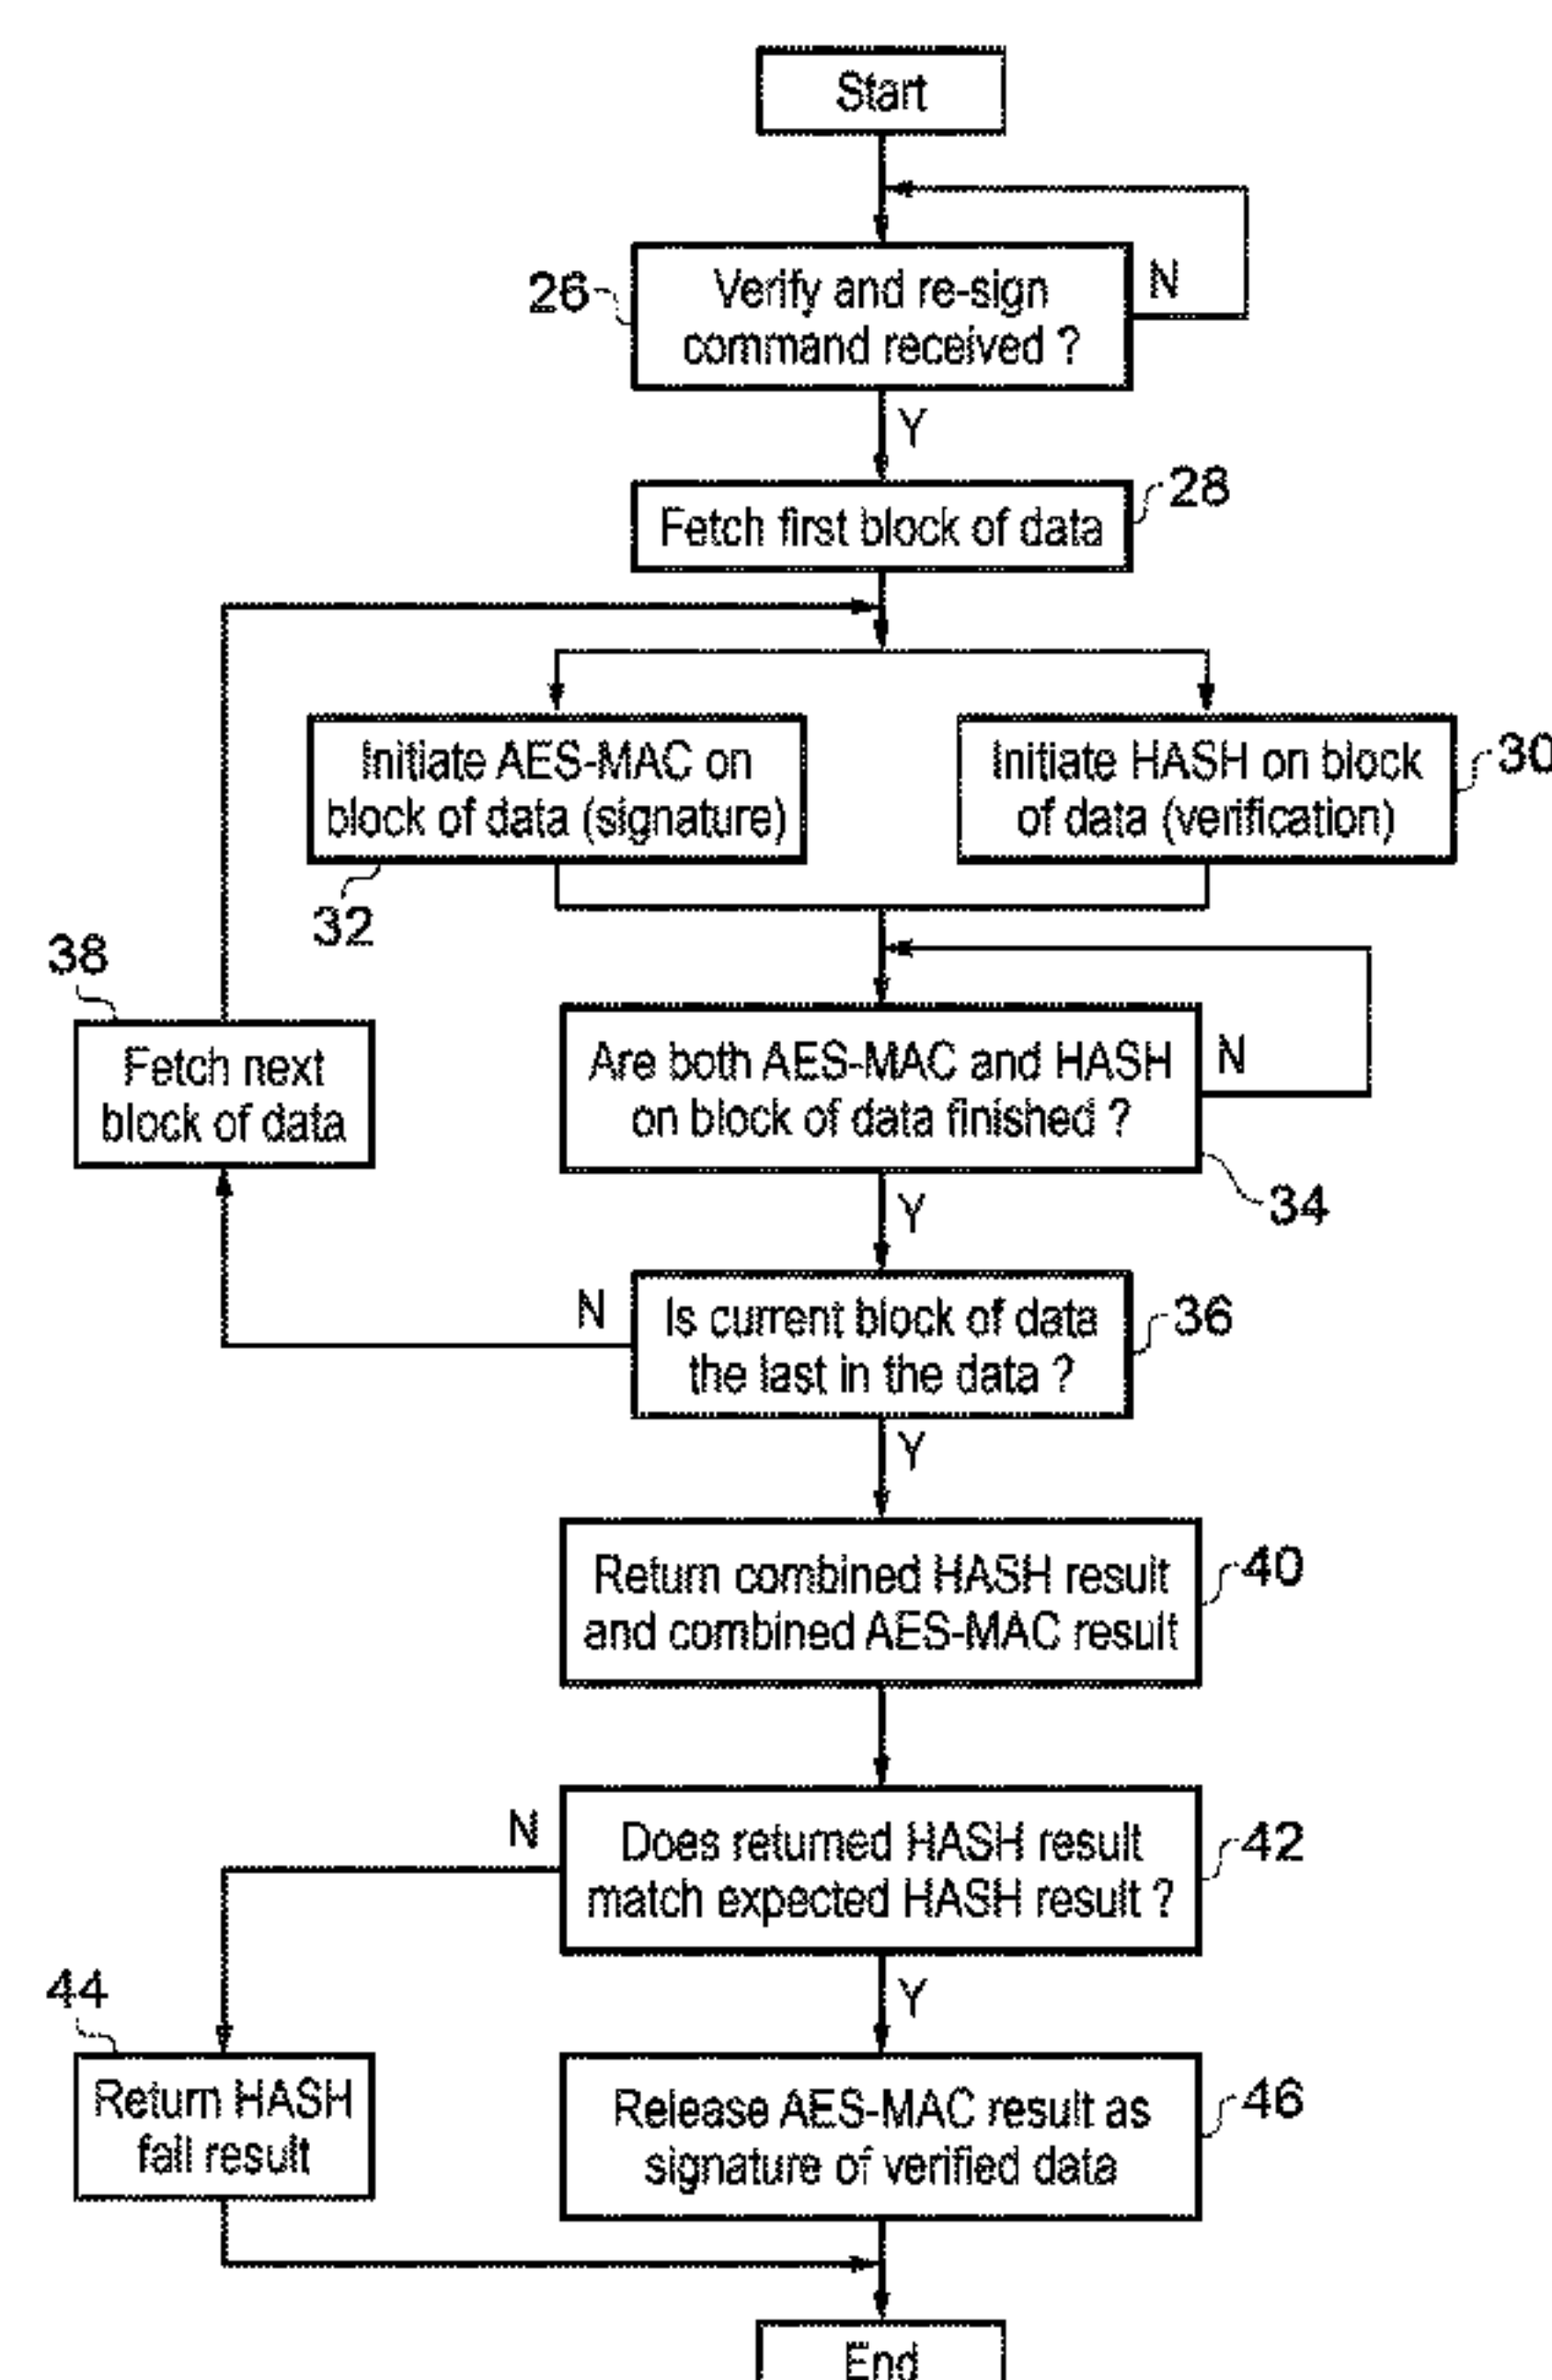 Start
26
Verify and re-sign
command received ?
N
Y
Fetch first block of data
28
Initiate AES-MAC on
block of data (signature)
32
Initiate HASH on block
of data (verification)
30
38
Fetch next
block of data
Are both AES-MAC and HASH
on block of data finished ?
N
34
Y
N
Is current block of data
the last in the data ?
36
Y
Return combined HASH result
and combined AES-MAC result
40
N
Does returned HASH result
match expected HASH result ?
42
Y
44
Return HASH
fail result
Release AES-MAC result as
signature of verified data
46
End